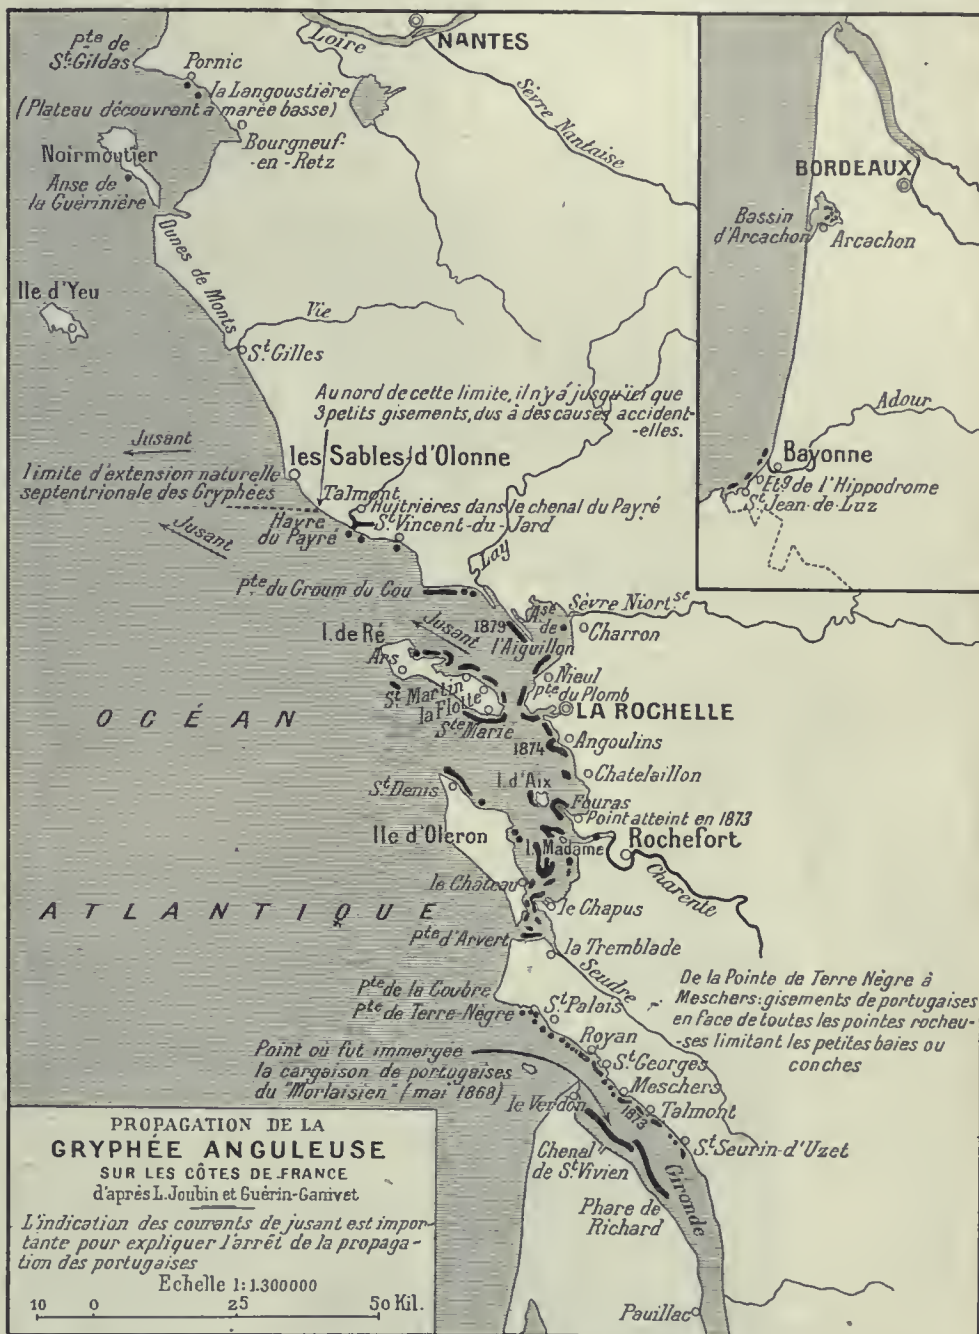 pte de
St. Gildas
Pornic
la Langoustière
(Plateau découvrant à marée basse)
Bourgneuf-
-en-Retz
Noirmoutier
Anse de
la Guérinière
Loire
NANTES
Sèvre Nantaise
Dunes de Monts
Ile d'Yeu
Vie
St. Gilles
Au nord de cette limite, il n'y a jusqu'ici que
3 petits gisements, dus à des causes accident-
-elles.
Jusant
les Sables d'Olonne
limite d'extension naturelle
septentrionale des Gryphées
Talmont
Huîtrières dans le chenal du Payré
Jusant
Havre
du Payré
St. Vincent-du-Jard
Lay
Pte du Groum du Cou
Sèvre Niortse
1879
Ase de
l'Aiguillon
Charron
Jusant
I. de Ré
Ars
Nieul
pte du Plomb
St. Martin
la Flotte
Ste Marie
LA ROCHELLE
1874
Angoulins
Chatelaillon
OCÉAN
St. Denis
I. d'Aix
Fouras
Point atteint en 1873
Ile d'Oleron
I. Madame
Rochefort
Charente
le Château
ATLANTIQUE
le Chapus
Pte d'Arvert
la Tremblade
Seudre
Pte de la Coubre
Pte de Terre-Nègre
St. Palais
De la Pointe de Terre Nègre à
Meschers: gisements de portugaises
en face de toutes les pointes rocheu-
-ses limitant les petites baies ou
conches
Royan
St. Georges
Meschers
Talmont
1873
St. Seurin-d'Uzet
Point où fut immergée
la cargaison de portugaises
du "Morlaisien" (mai 1868)
le Verdon
Chenal
de St. Vivien
Gironde
Phare de
Richard
Pauillac
BORDEAUX
Bassin
d'Arcachon
Arcachon
Adour
Bayonne
Etg de l'Hippodrome
St. Jean-de-Luz
PROPAGATION DE LA
GRYPHÉE ANGULEUSE
SUR LES CÔTES DE FRANCE
d'après L. Joubin et Guérin-Ganivet
L'indication des courants de jusant est impor-
tante pour expliquer l'arrêt de la propaga-
tion des portugaises
Echelle 1:1.300000
10 0 25 50 Kil.